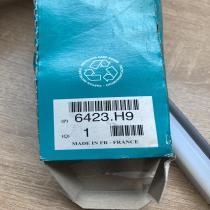 (P) 6423.H9
(Q) 1
MADE IN FR - FRANCE